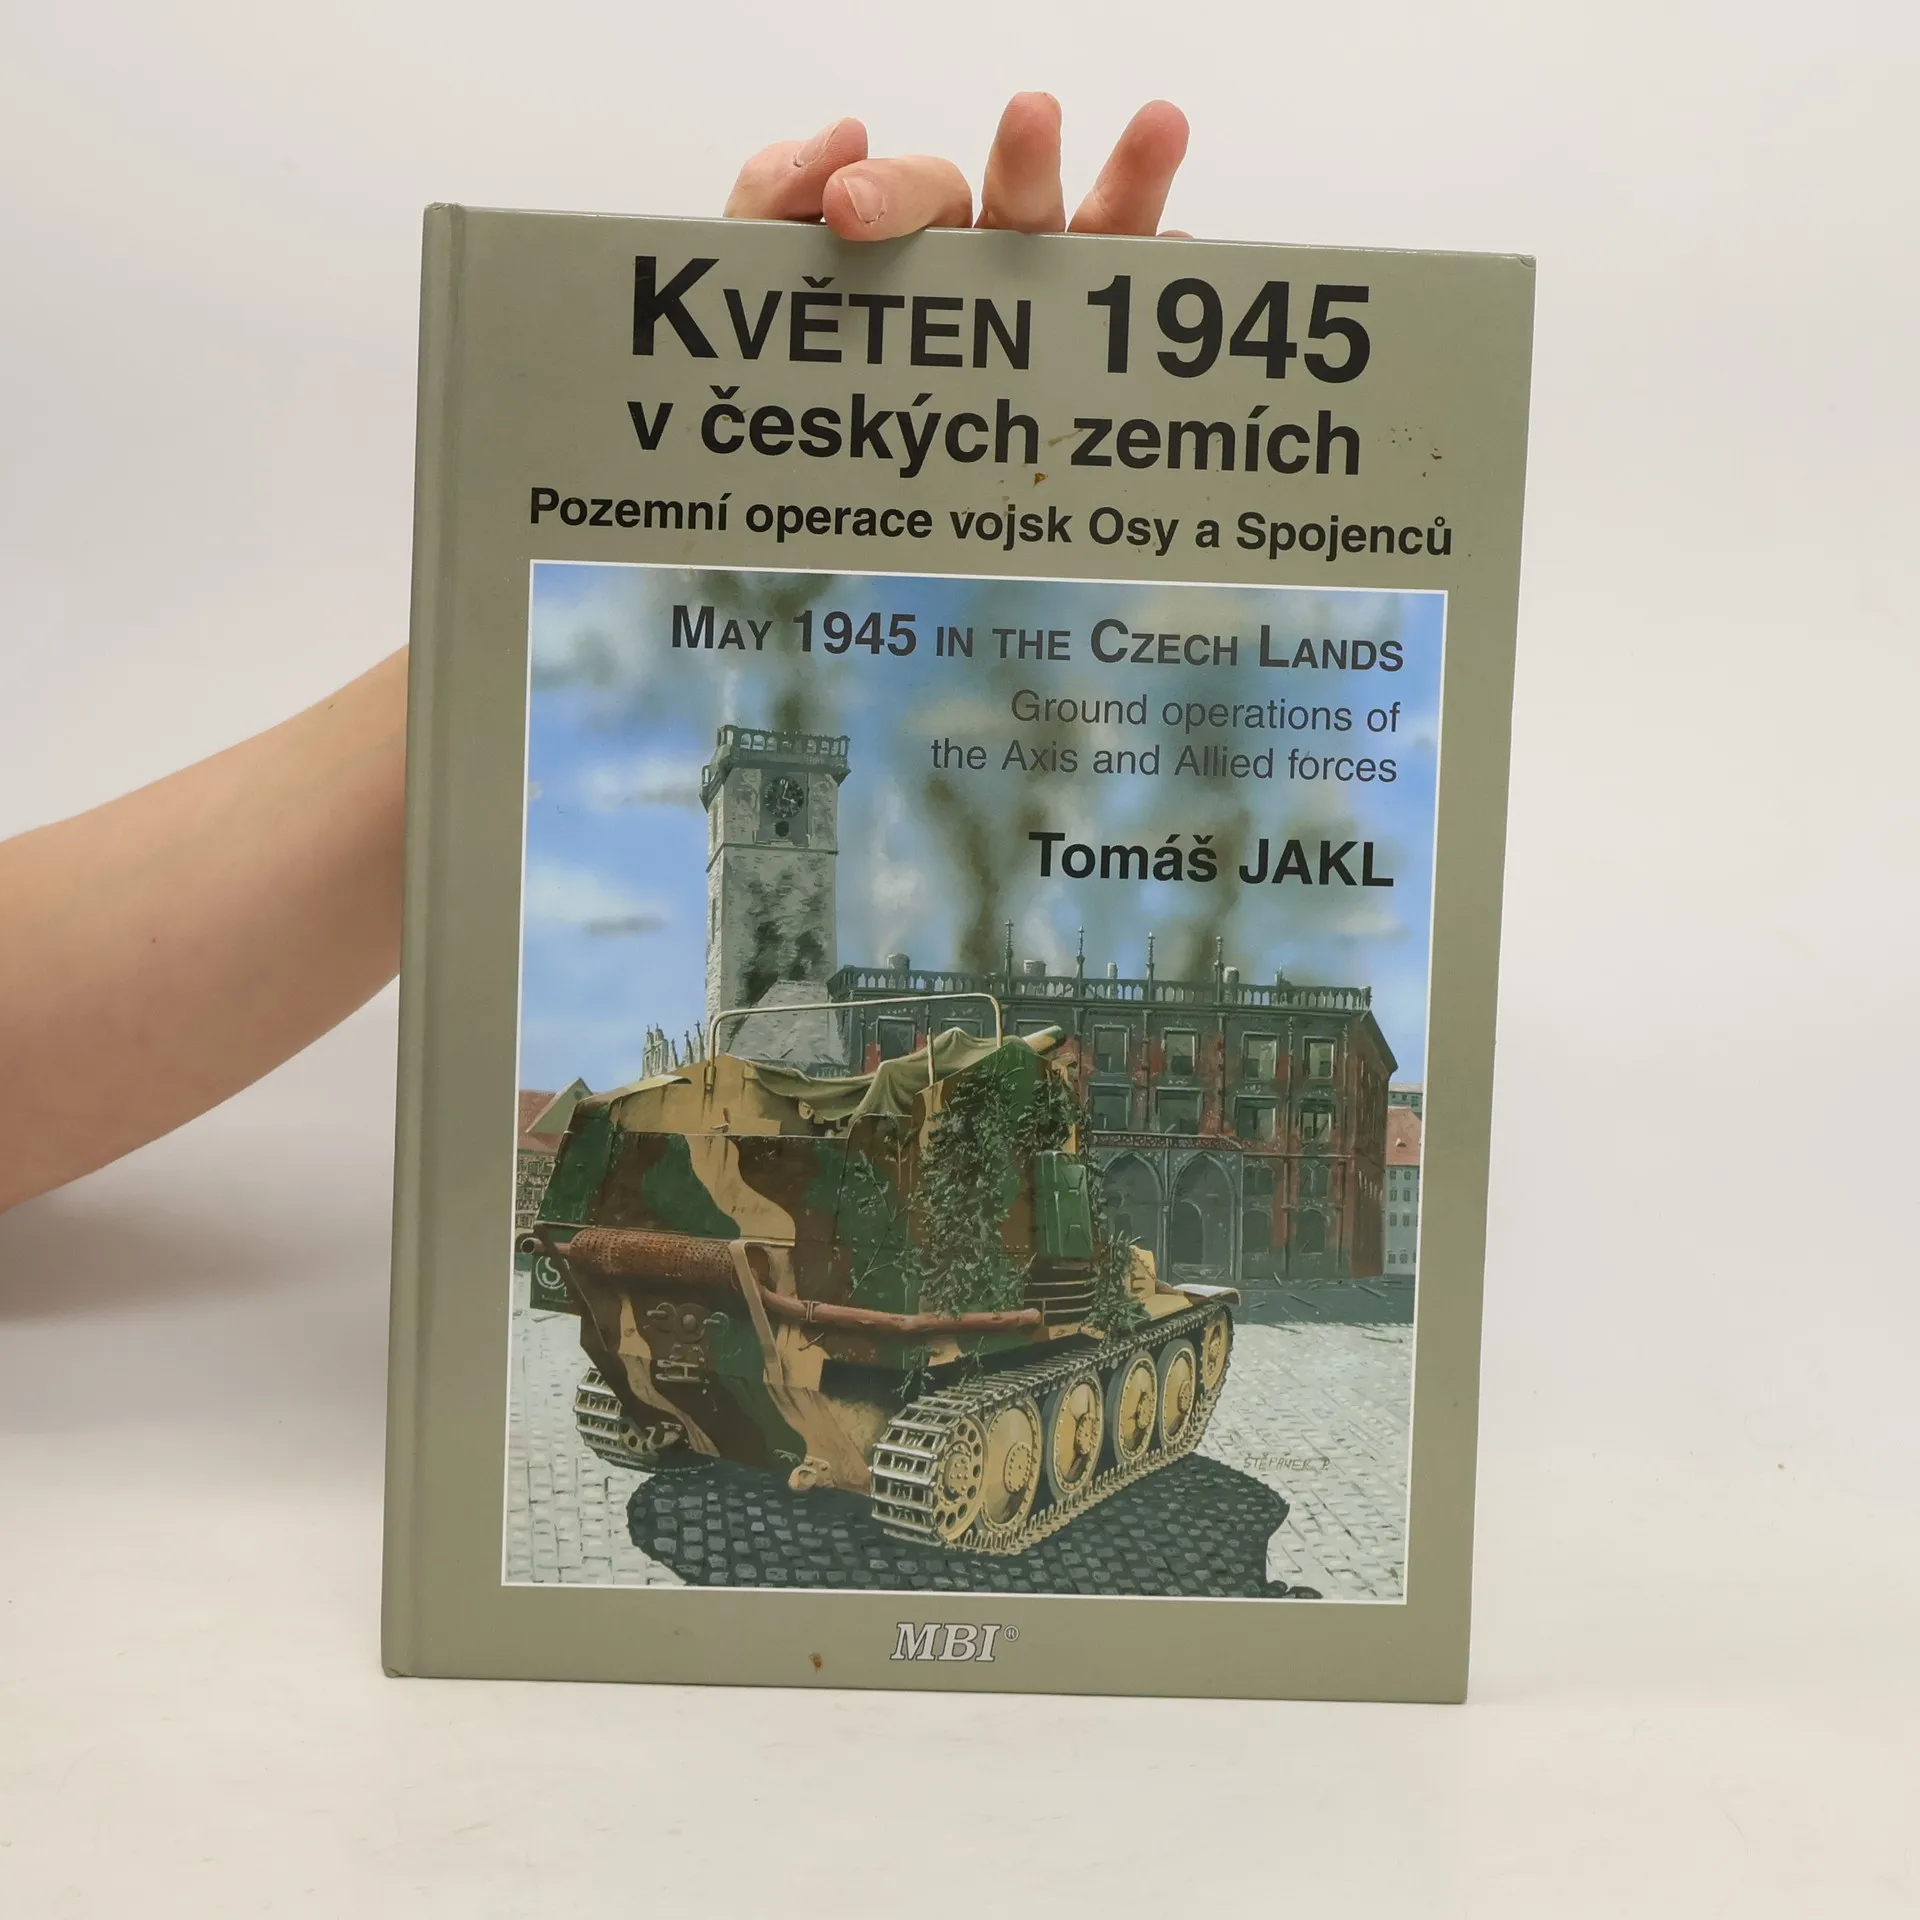 KVĚTEN 1945
v českých zemích
Pozemní operace vojsk Osy a Spojenců
MAY 1945 IN THE CZECH LANDS
Ground operations of
the Axis and Allied forces
Tomáš JAKL
ŠTĚPÁNEK P.
MBI®